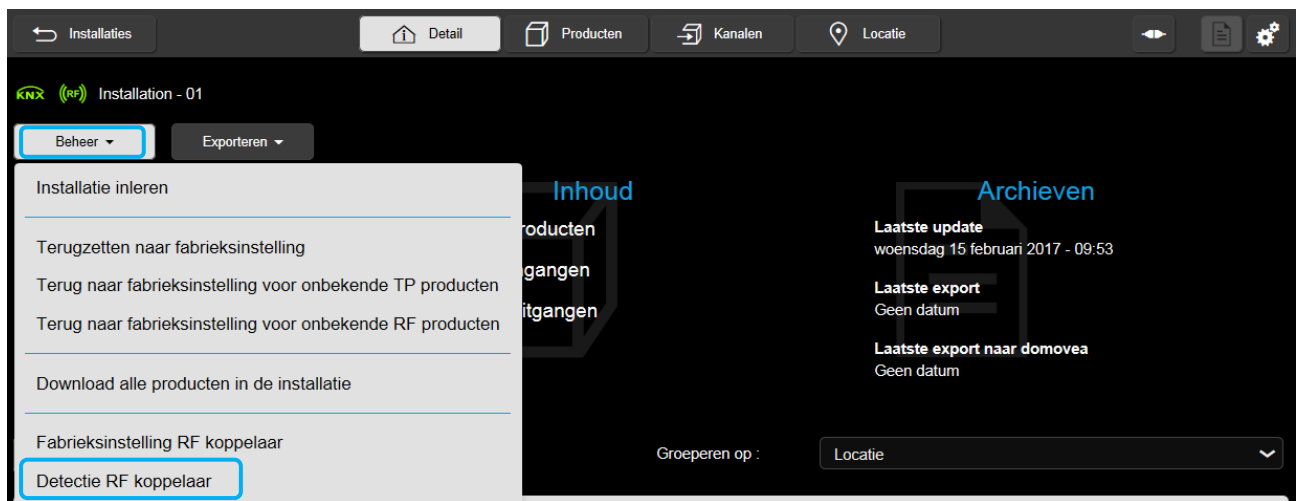 Installaties
Detail
Producten
Kanalen
Locatie
KNX ((RF)) Installation - 01
Beheer
Exporteren
Installatie inleren
Terugzetten naar fabrieksinstelling
Terug naar fabrieksinstelling voor onbekende TP producten
Terug naar fabrieksinstelling voor onbekende RF producten
Download alle producten in de installatie
Fabrieksinstelling RF koppelaar
Detectie RF koppelaar
Inhoud
roducten
gangen
itgangen
Archieven
Laatste update
woensdag 15 februari 2017 - 09:53
Laatste export
Geen datum
Laatste export naar domovea
Geen datum
Groeperen op :
Locatie